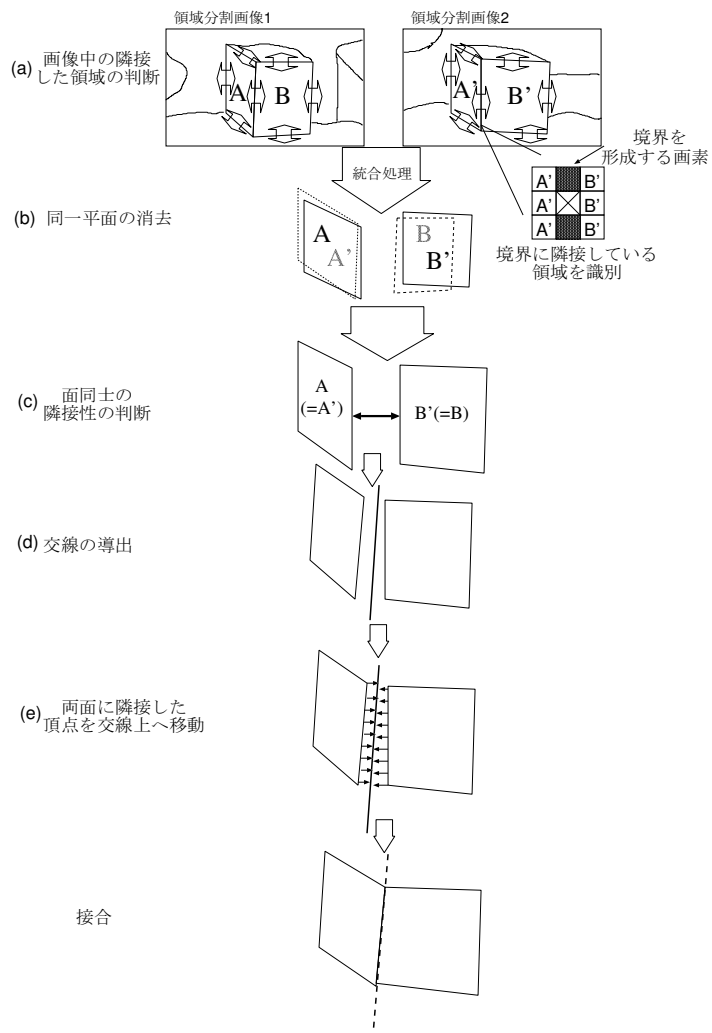 領域分割画像1
領域分割画像2
(a) 画像中の隣接
した領域の判断
A
B
A'
B'
境界を
形成する画素
統合処理
A'
B'
A'
B'
A'
B'
境界に隣接している
領域を識別
(b) 同一平面の消去
A
A'
B
B'
(c) 面同士の
隣接性の判断
A
(=A')
B'(=B)
(d) 交線の導出
(e) 両面に隣接した
頂点を交線上へ移動
接合